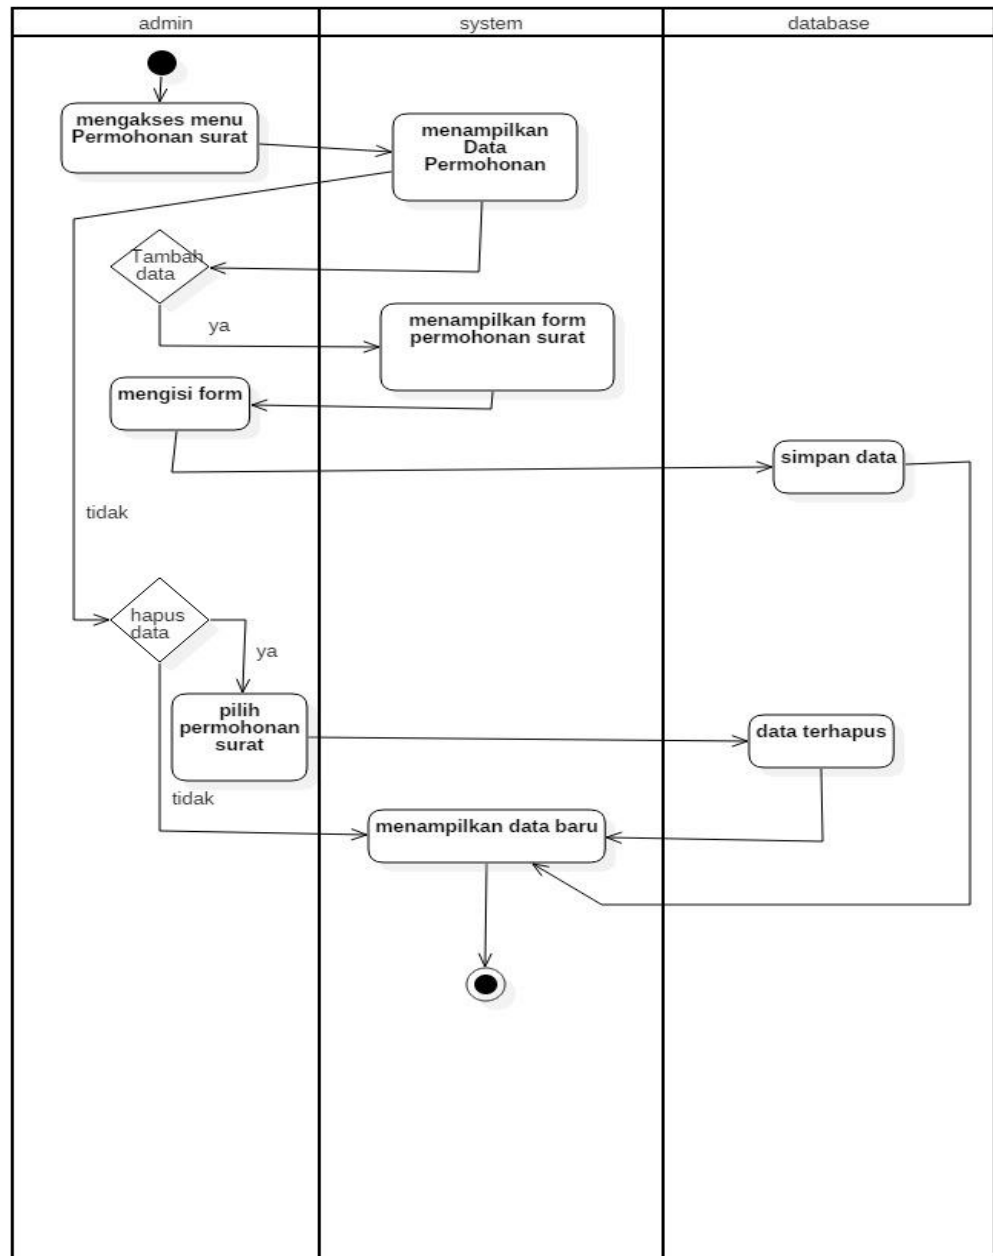 admin
system
database
mengakses menu
Permohonan surat
menampilkan
Data
Permohonan
Tambah
data
ya
menampilkan form
permohonan surat
mengisi form
simpan data
tidak
hapus
data
ya
pilih
permohonan
surat
data terhapus
tidak
menampilkan data baru